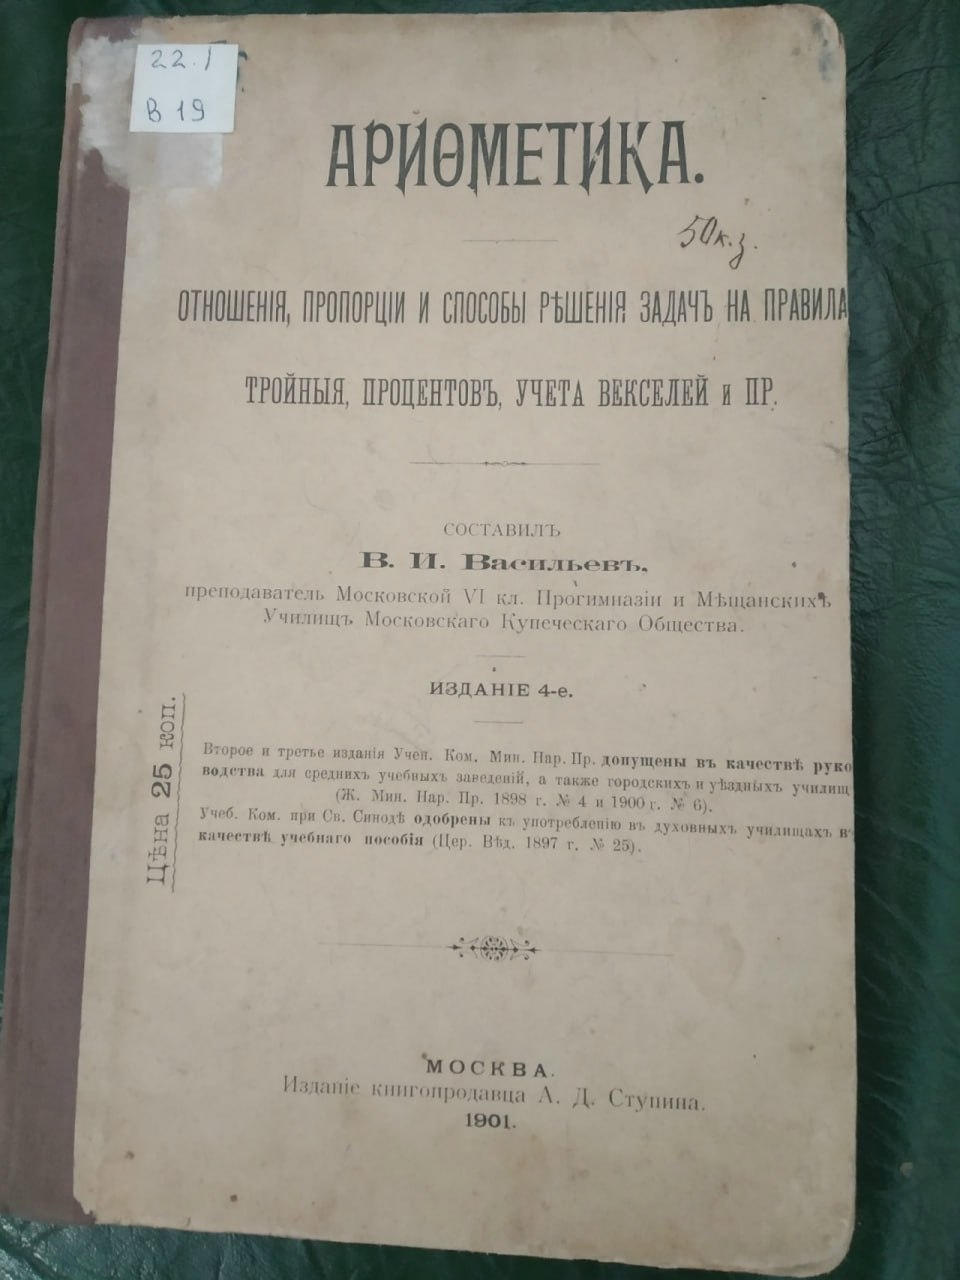 22.1
В 19
АРИѲМЕТИКА.
50к.з.
ОТНОШЕНІЯ, ПРОПОРЦІИ И СПОСОБЫ РѢШЕНІЯ ЗАДАЧЪ НА ПРАВИЛА
ТРОЙНЫЯ, ПРОЦЕНТОВЪ, УЧЕТА ВЕКСЕЛЕЙ и ПР.
СОСТАВИЛЪ
В. И. Васильевъ,
преподаватель Московской VI кл. Прогимназіи и Мѣщанскихъ
Училищъ Московскаго Купеческаго Общества.
ИЗДАНІЕ 4-е.
Цѣна 25 коп.
Второе и третье изданія Учен. Ком. Мин. Нар. Пр. допущены въ качествѣ руко
водства для среднихъ учебныхъ заведеній, а также городскихъ и уѣздныхъ училищ
(Ж. Мин. Нар. Пр. 1898 г. № 4 и 1900 г. № 6).
Учеб. Ком. при Св. Синодѣ одобрены къ употребленію въ духовныхъ училищахъ в
качествѣ учебнаго пособія (Цер. Вѣд. 1897 г. № 25).
МОСКВА.
Изданіе книгопродавца А. Д. Ступина.
1901.